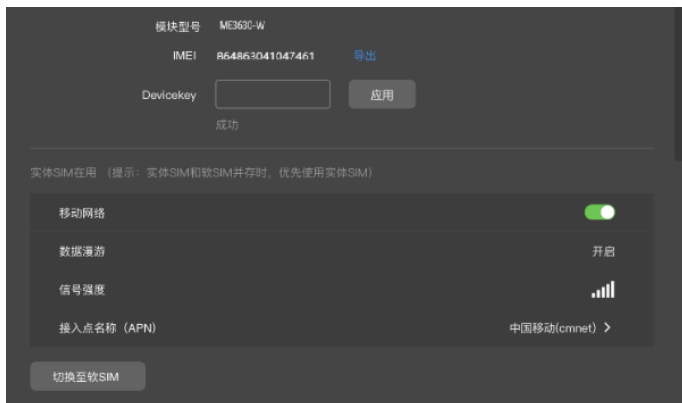 模块型号 ME3630-W
IMEI 864863041047461 导出
Devicekey 应用
成功
实体SIM在用 (提示：实体SIM和软SIM并存时，优先使用实体SIM)
移动网络
数据漫游 开启
信号强度
接入点名称（APN） 中国移动(cmnet)
切换至软SIM